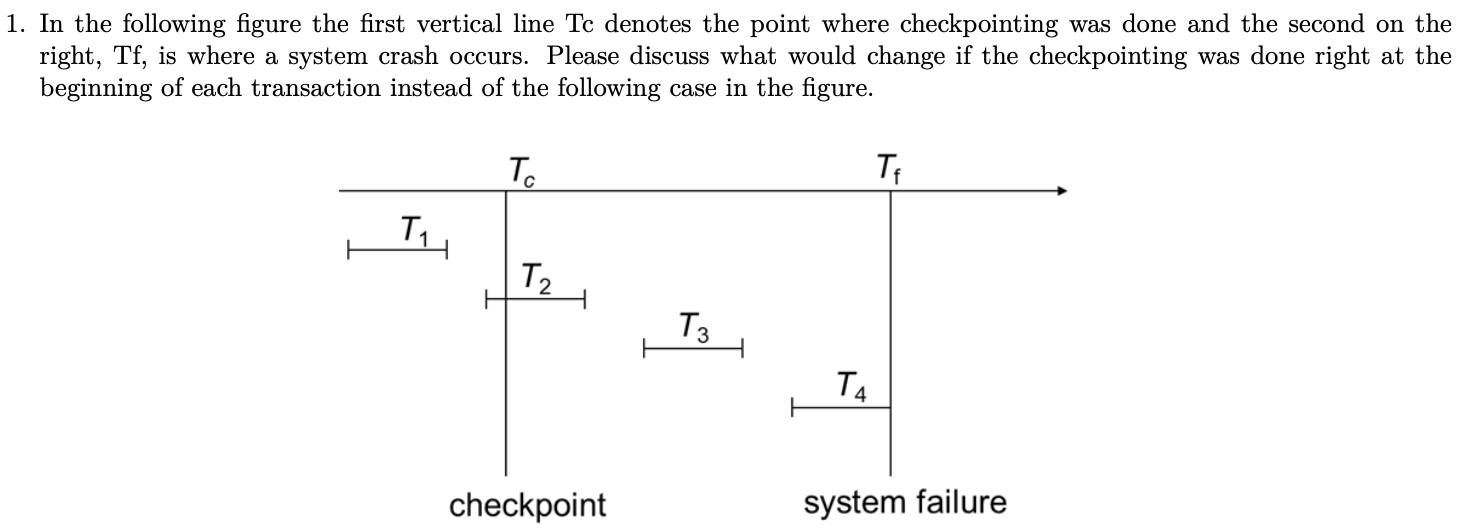 1. In the following figure the first vertical line Tc denotes the point where checkpointing was done and the second on the
right, Tf, is where a system crash occurs. Please discuss what would change if the checkpointing was done right at the
beginning of each transaction instead of the following case in the figure.
Tc
Tf
T1
T2
T3
T4
checkpoint
system failure